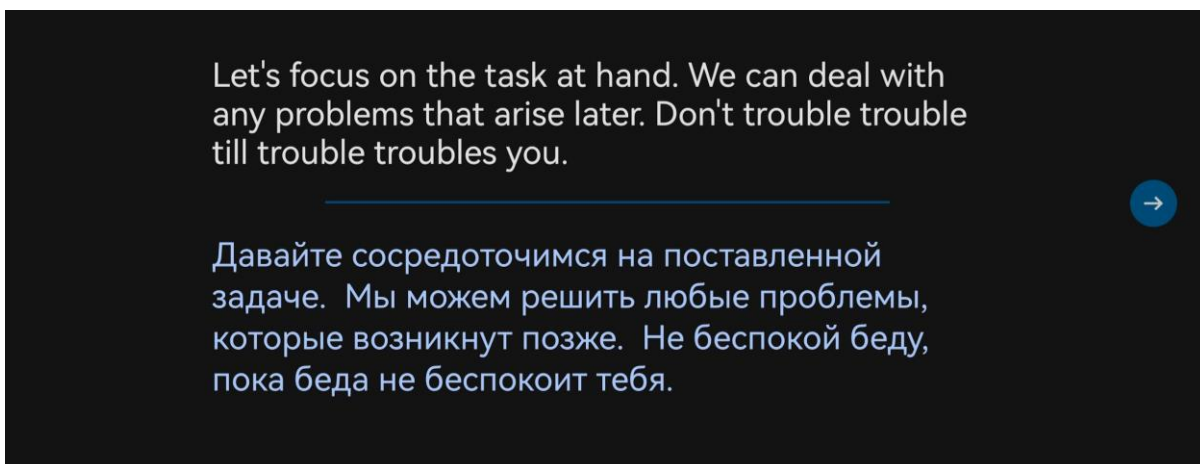 Let's focus on the task at hand. We can deal with
any problems that arise later. Don't trouble trouble
till trouble troubles you.
Давайте сосредоточимся на поставленной
задаче.  Мы можем решить любые проблемы,
которые возникнут позже.  Не беспокой беду,
пока беда не беспокоит тебя.